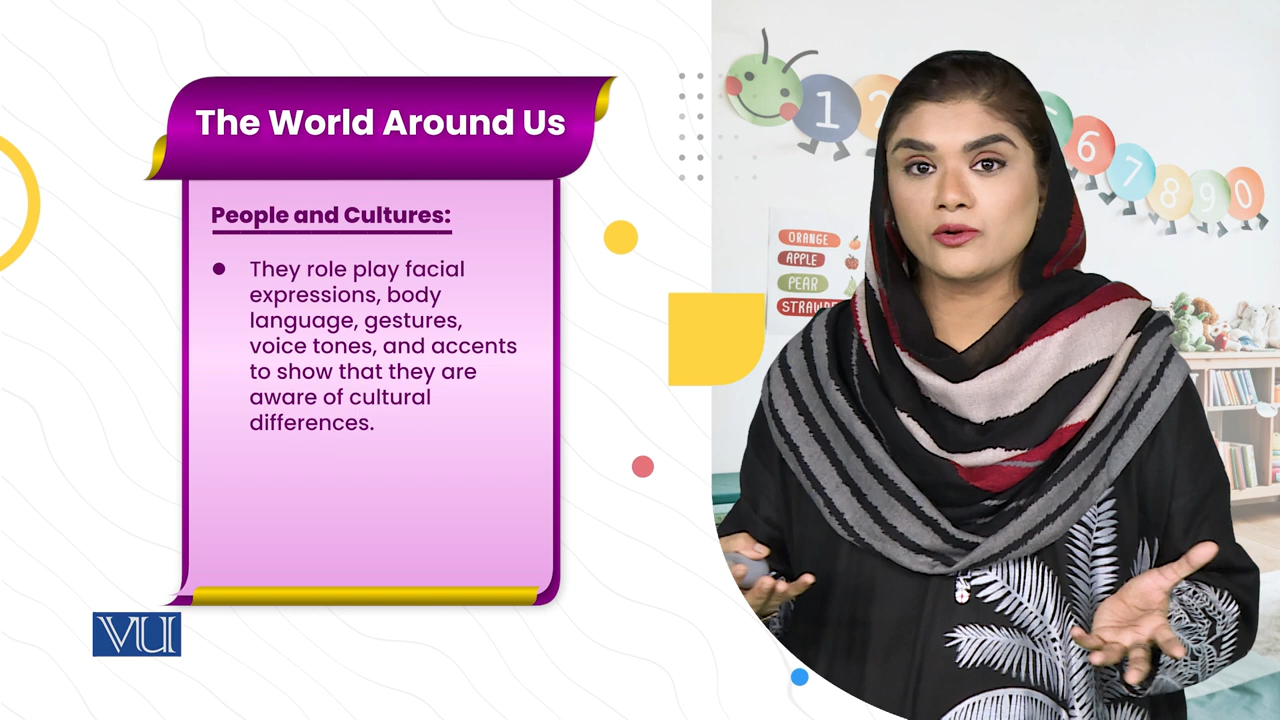 The World Around Us
People and Cultures:
They role play facial
expressions, body
language, gestures,
voice tones, and accents
to show that they are
aware of cultural
differences.
VU
1
2
6
7
8
9
0
ORANGE
APPLE
PEAR